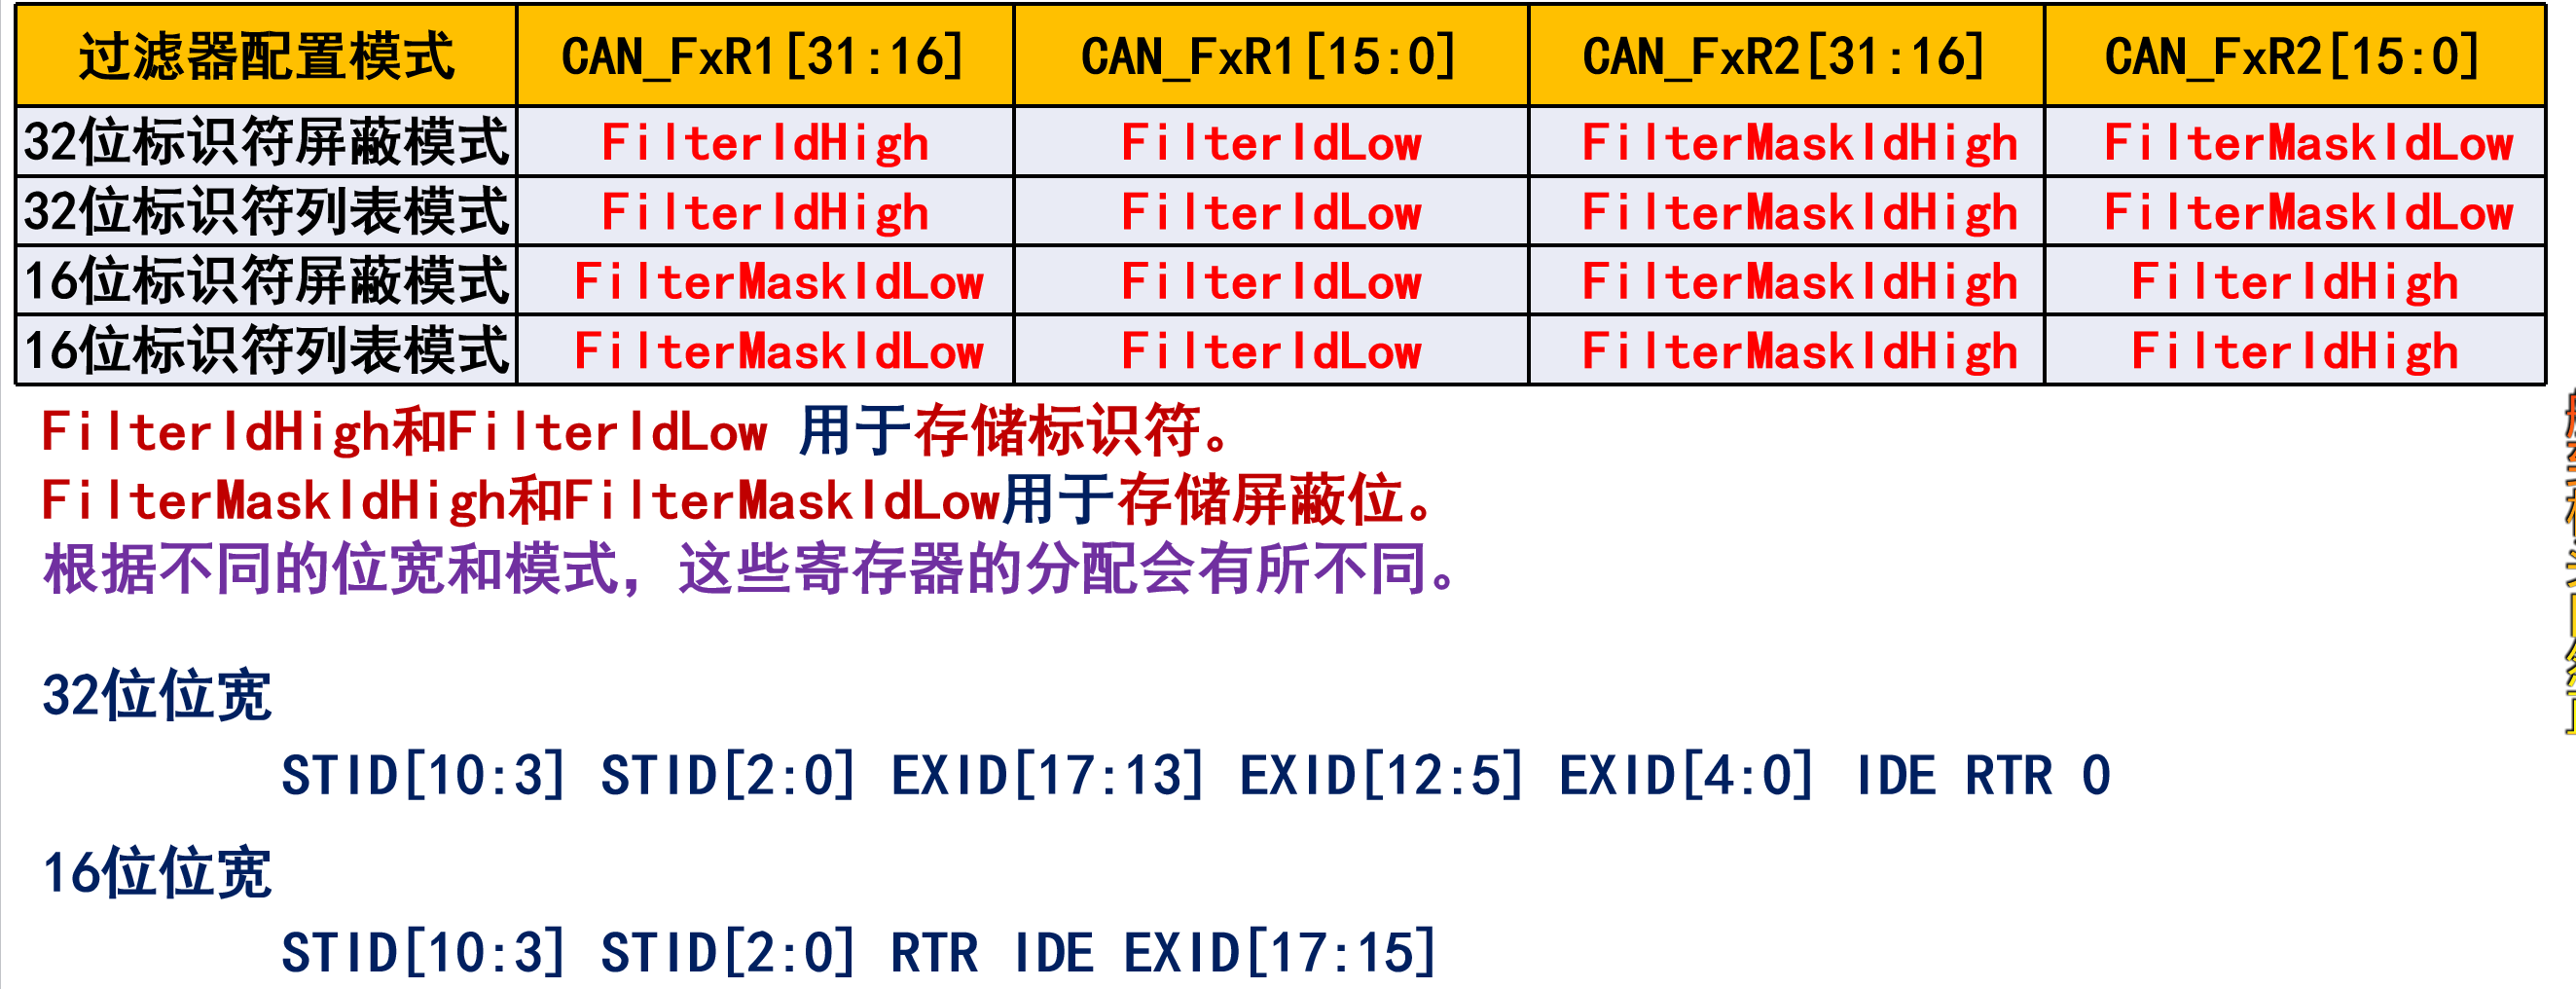 过滤器配置模式 CAN_FxR1[31:16] CAN_FxR1[15:0] CAN_FxR2[31:16] CAN_FxR2[15:0]
32位标识符屏蔽模式 FilterIdHigh FilterIdLow FilterMaskIdHigh FilterMaskIdLow
32位标识符列表模式 FilterIdHigh FilterIdLow FilterMaskIdHigh FilterMaskIdLow
16位标识符屏蔽模式 FilterMaskIdLow FilterIdLow FilterMaskIdHigh FilterIdHigh
16位标识符列表模式 FilterMaskIdLow FilterIdLow FilterMaskIdHigh FilterIdHigh
FilterIdHigh和FilterIdLow 用于存储标识符。
FilterMaskIdHigh和FilterMaskIdLow用于存储屏蔽位。
根据不同的位宽和模式，这些寄存器的分配会有所不同。
32位位宽
STID[10:3] STID[2:0] EXID[17:13] EXID[12:5] EXID[4:0] IDE RTR 0
16位位宽
STID[10:3] STID[2:0] RTR IDE EXID[17:15]